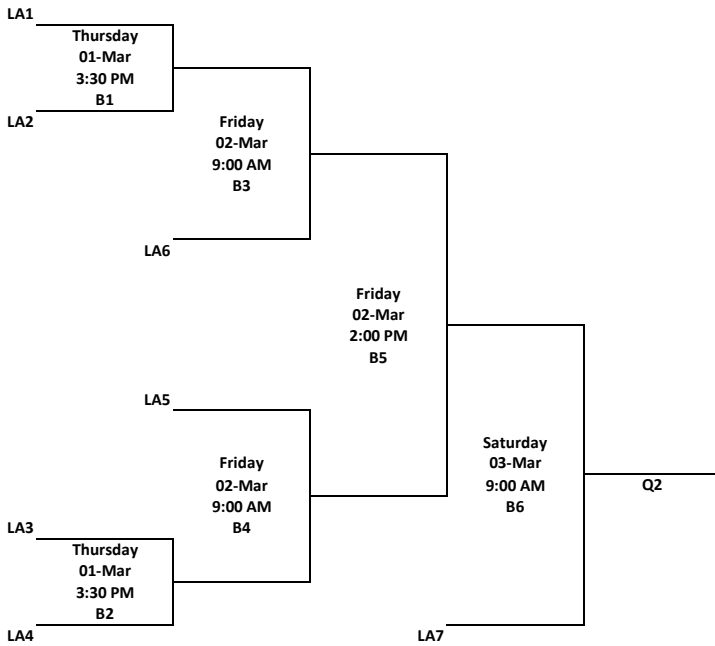 LA1
Thursday
01-Mar
3:30 PM
B1
LA2
Friday
02-Mar
9:00 AM
B3
LA6
Friday
02-Mar
2:00 PM
B5
LA5
Saturday
03-Mar
9:00 AM
B6
Q2
Friday
02-Mar
9:00 AM
B4
LA3
Thursday
01-Mar
3:30 PM
B2
LA4
LA7